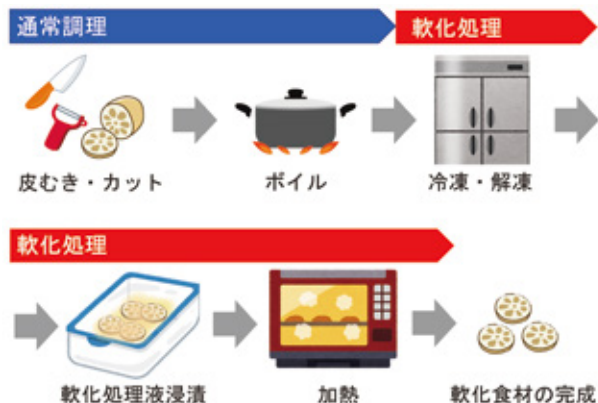 通常調理
軟化処理
皮むき・カット
ボイル
冷凍・解凍
軟化処理
軟化処理液浸漬
加熱
軟化食材の完成